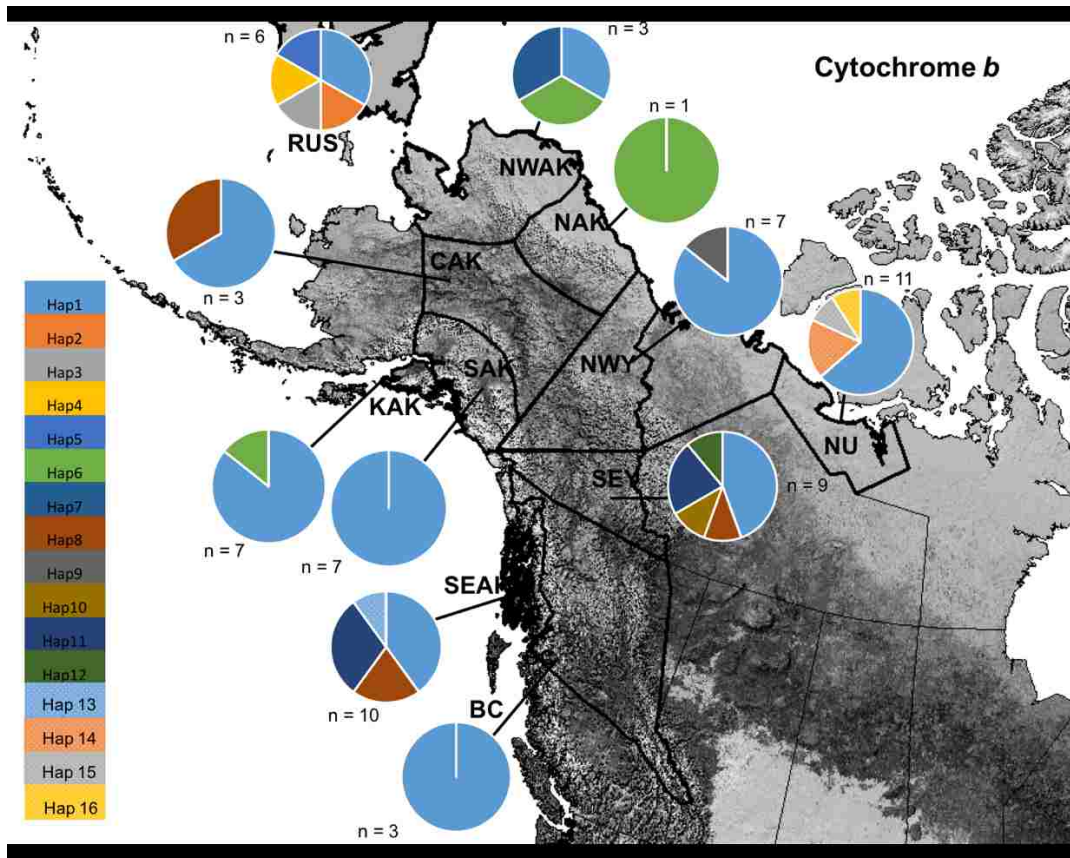 n = 6
n = 3
Cytochrome b
n = 1
RUS
NWAK
NAK
n = 7
CAK
n = 11
n = 3
Hap1
Hap2
Hap3
Hap4
Hap5
Hap6
Hap7
Hap8
Hap9
Hap10
Hap11
Hap12
Hap 13
Hap 14
Hap 15
Hap 16
SAK
NWY
KAK
NU
SEY
n = 9
n = 7
n = 7
SEAK
n = 10
BC
n = 3